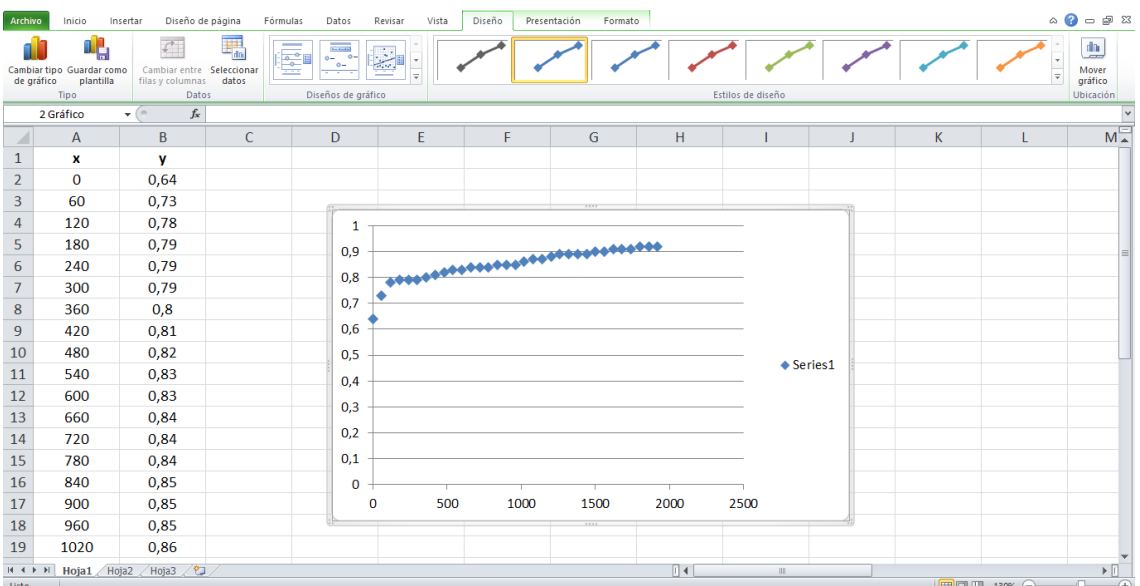 Archivo Inicio Insertar Diseño de página Fórmulas Datos Revisar Vista Diseño Presentación Formato
Cambiar tipo de gráfico Guardar como plantilla Cambiar entre filas y columnas Seleccionar datos Mover gráfico
Tipo Datos Diseños de gráfico Estilos de diseño Ubicación
2 Gráfico fx
A B C D E F G H I J K L M
1 x y
2 0 0,64
3 60 0,73
4 120 0,78
5 180 0,79
6 240 0,79
7 300 0,79
8 360 0,8
9 420 0,81
10 480 0,82
11 540 0,83
12 600 0,83
13 660 0,84
14 720 0,84
15 780 0,84
16 840 0,85
17 900 0,85
18 960 0,85
19 1020 0,86
1
0,9
0,8
0,7
0,6
0,5
0,4
0,3
0,2
0,1
0
0 500 1000 1500 2000 2500
Series1
Hoja1 Hoja2 Hoja3